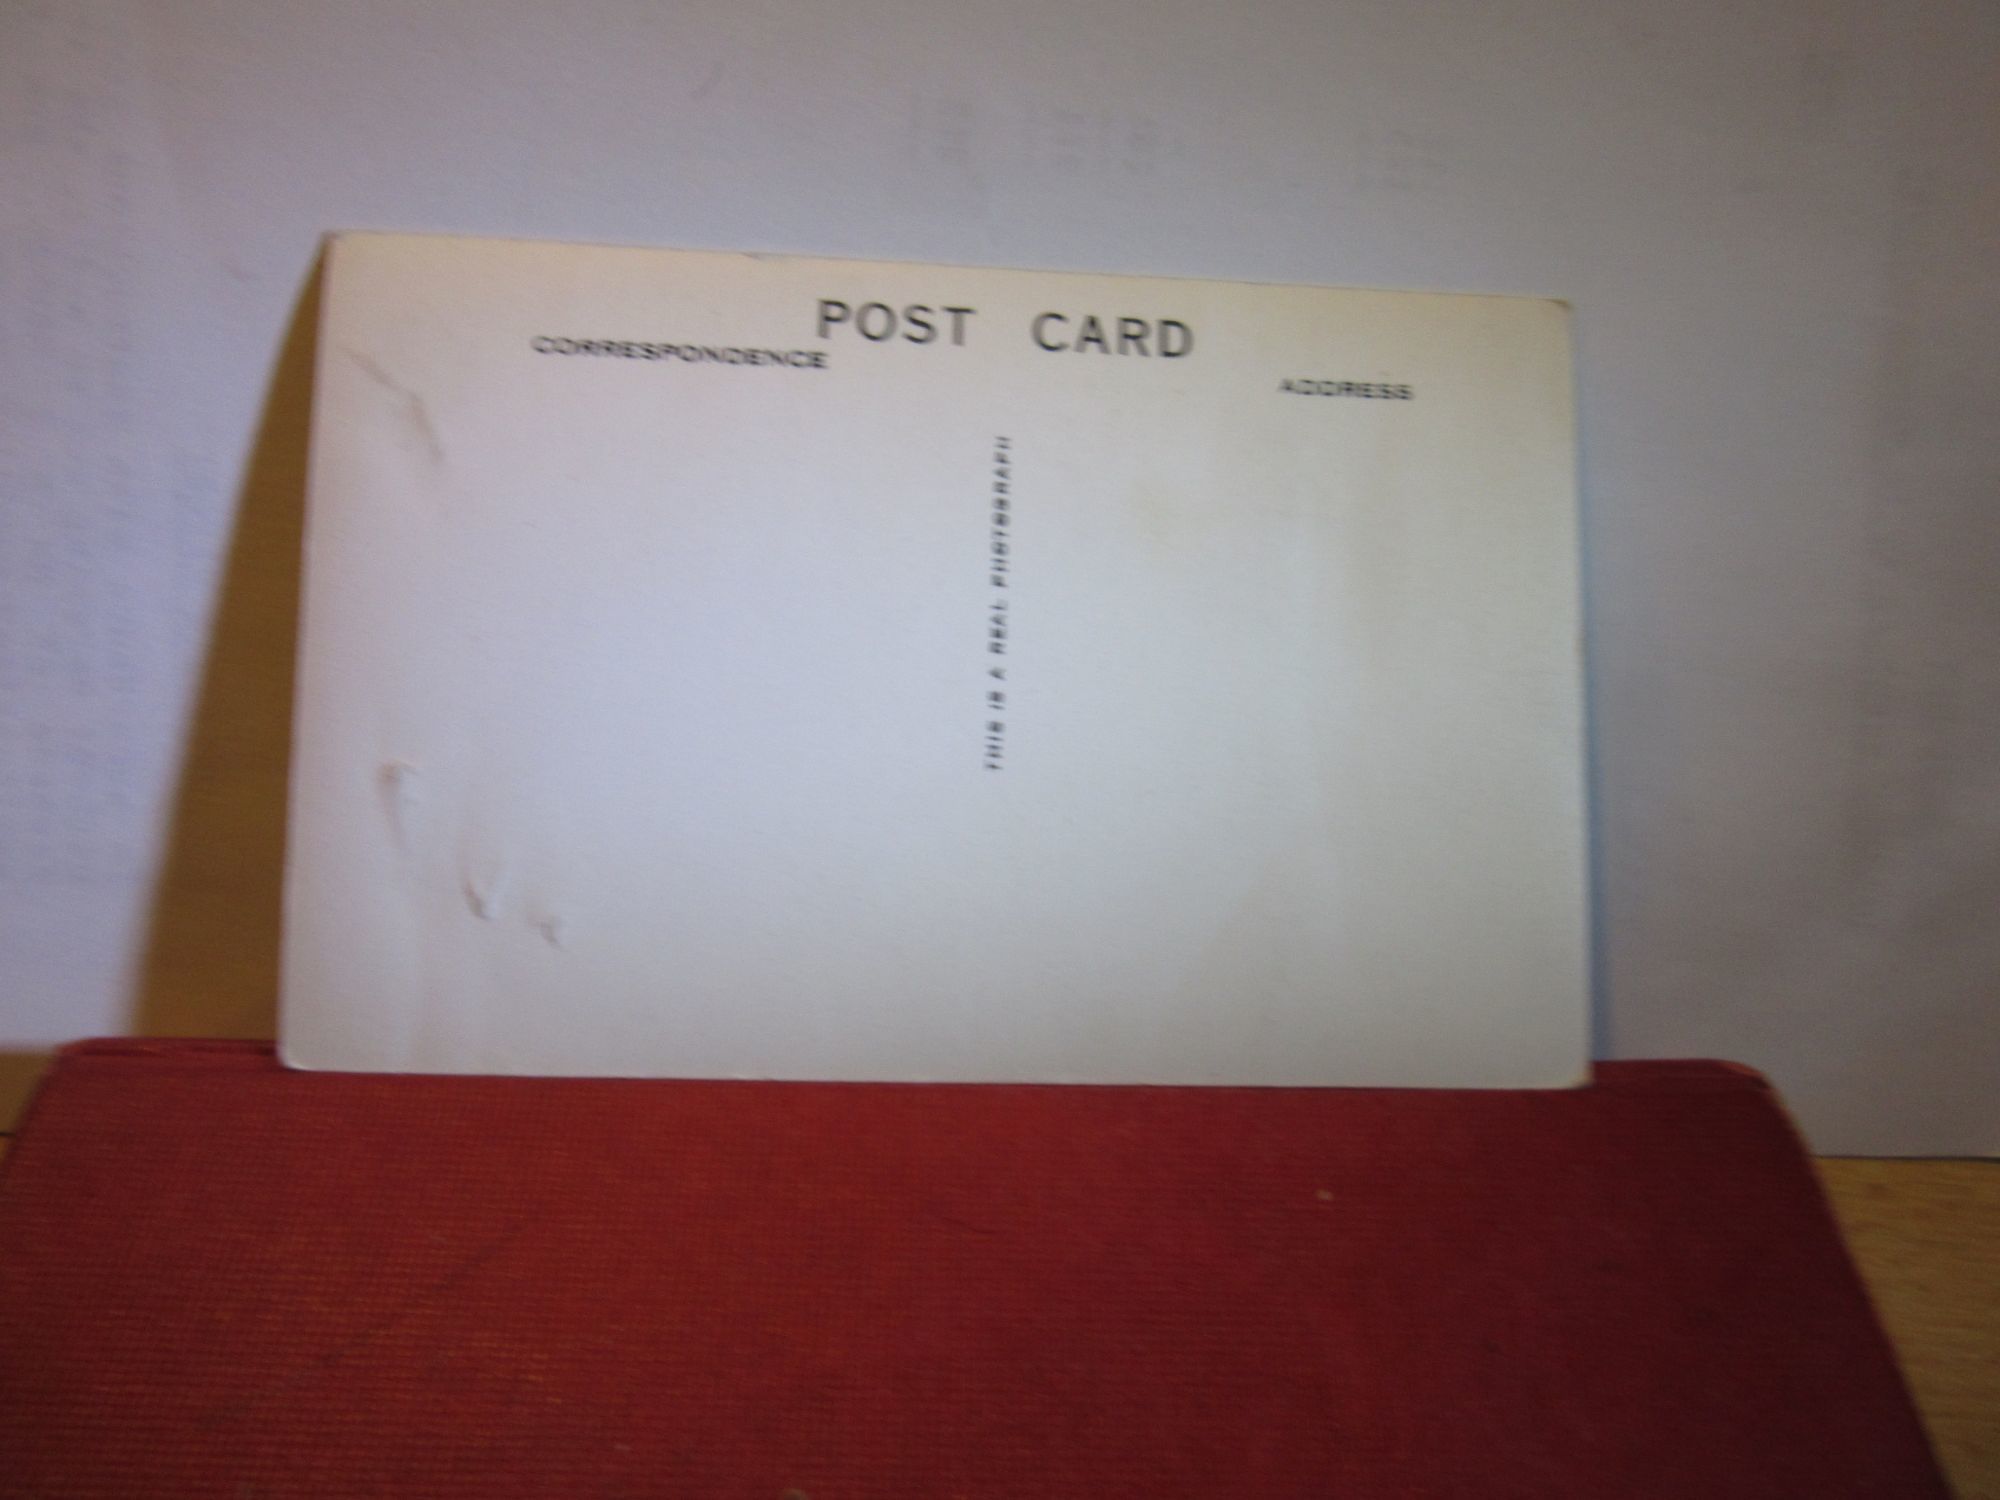 POST CARD
CORRESPONDENCE
ADDRESS
THIS IS A REAL PHOTOGRAPH